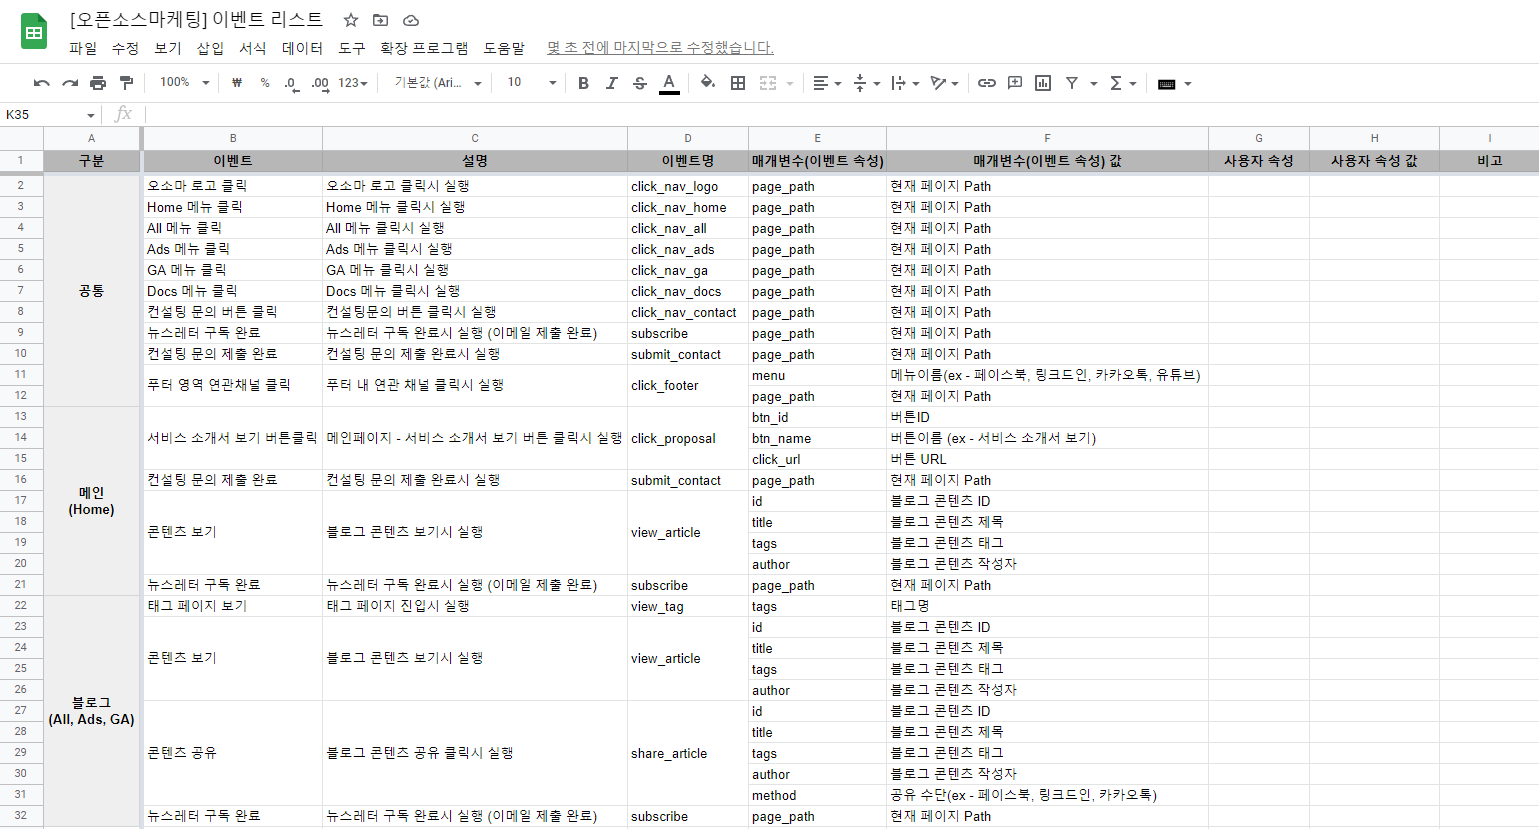 [오픈소스마케팅] 이벤트 리스트
파일 수정 보기 삽입 서식 데이터 도구 확장 프로그램 도움말 몇 초 전에 마지막으로 수정했습니다.
100% ₩ % .0 .00 123 기본값 (Ari... 10 B I S A
K35 fx
A B C D E F G H I
1 구분 이벤트 설명 이벤트명 매개변수(이벤트 속성) 매개변수(이벤트 속성) 값 사용자 속성 사용자 속성 값 비고
2 오소마 로고 클릭 오소마 로고 클릭시 실행 click_nav_logo page_path 현재 페이지 Path
3 Home 메뉴 클릭 Home 메뉴 클릭시 실행 click_nav_home page_path 현재 페이지 Path
4 All 메뉴 클릭 All 메뉴 클릭시 실행 click_nav_all page_path 현재 페이지 Path
5 Ads 메뉴 클릭 Ads 메뉴 클릭시 실행 click_nav_ads page_path 현재 페이지 Path
6 GA 메뉴 클릭 GA 메뉴 클릭시 실행 click_nav_ga page_path 현재 페이지 Path
7 공통 Docs 메뉴 클릭 Docs 메뉴 클릭시 실행 click_nav_docs page_path 현재 페이지 Path
8 컨설팅 문의 버튼 클릭 컨설팅문의 버튼 클릭시 실행 click_nav_contact page_path 현재 페이지 Path
9 뉴스레터 구독 완료 뉴스레터 구독 완료시 실행 (이메일 제출 완료) subscribe page_path 현재 페이지 Path
10 컨설팅 문의 제출 완료 컨설팅 문의 제출 완료시 실행 submit_contact page_path 현재 페이지 Path
11 menu 메뉴이름(ex - 페이스북, 링크드인, 카카오톡, 유튜브)
푸터 영역 연관채널 클릭 푸터 내 연관 채널 클릭시 실행 click_footer
12 page_path 현재 페이지 Path
13 btn_id 버튼ID
14 서비스 소개서 보기 버튼클릭 메인페이지 - 서비스 소개서 보기 버튼 클릭시 실행 click_proposal btn_name 버튼이름 (ex - 서비스 소개서 보기)
15 click_url 버튼 URL
16 컨설팅 문의 제출 완료 컨설팅 문의 제출 완료시 실행 submit_contact page_path 현재 페이지 Path
메인
(Home)
17 id 블로그 콘텐츠 ID
18 title 블로그 콘텐츠 제목
콘텐츠 보기 블로그 콘텐츠 보기시 실행 view_article
19 tags 블로그 콘텐츠 태그
20 author 블로그 콘텐츠 작성자
21 뉴스레터 구독 완료 뉴스레터 구독 완료시 실행 (이메일 제출 완료) subscribe page_path 현재 페이지 Path
22 태그 페이지 보기 태그 페이지 진입시 실행 view_tag tags 태그명
23 id 블로그 콘텐츠 ID
24 title 블로그 콘텐츠 제목
콘텐츠 보기 블로그 콘텐츠 보기시 실행 view_article
25 tags 블로그 콘텐츠 태그
26 author 블로그 콘텐츠 작성자
블로그
(All, Ads, GA)
27 id 블로그 콘텐츠 ID
28 title 블로그 콘텐츠 제목
29 콘텐츠 공유 블로그 콘텐츠 공유 클릭시 실행 share_article tags 블로그 콘텐츠 태그
30 author 블로그 콘텐츠 작성자
31 method 공유 수단(ex - 페이스북, 링크드인, 카카오톡)
32 뉴스레터 구독 완료 뉴스레터 구독 완료시 실행 (이메일 제출 완료) subscribe page_path 현재 페이지 Path